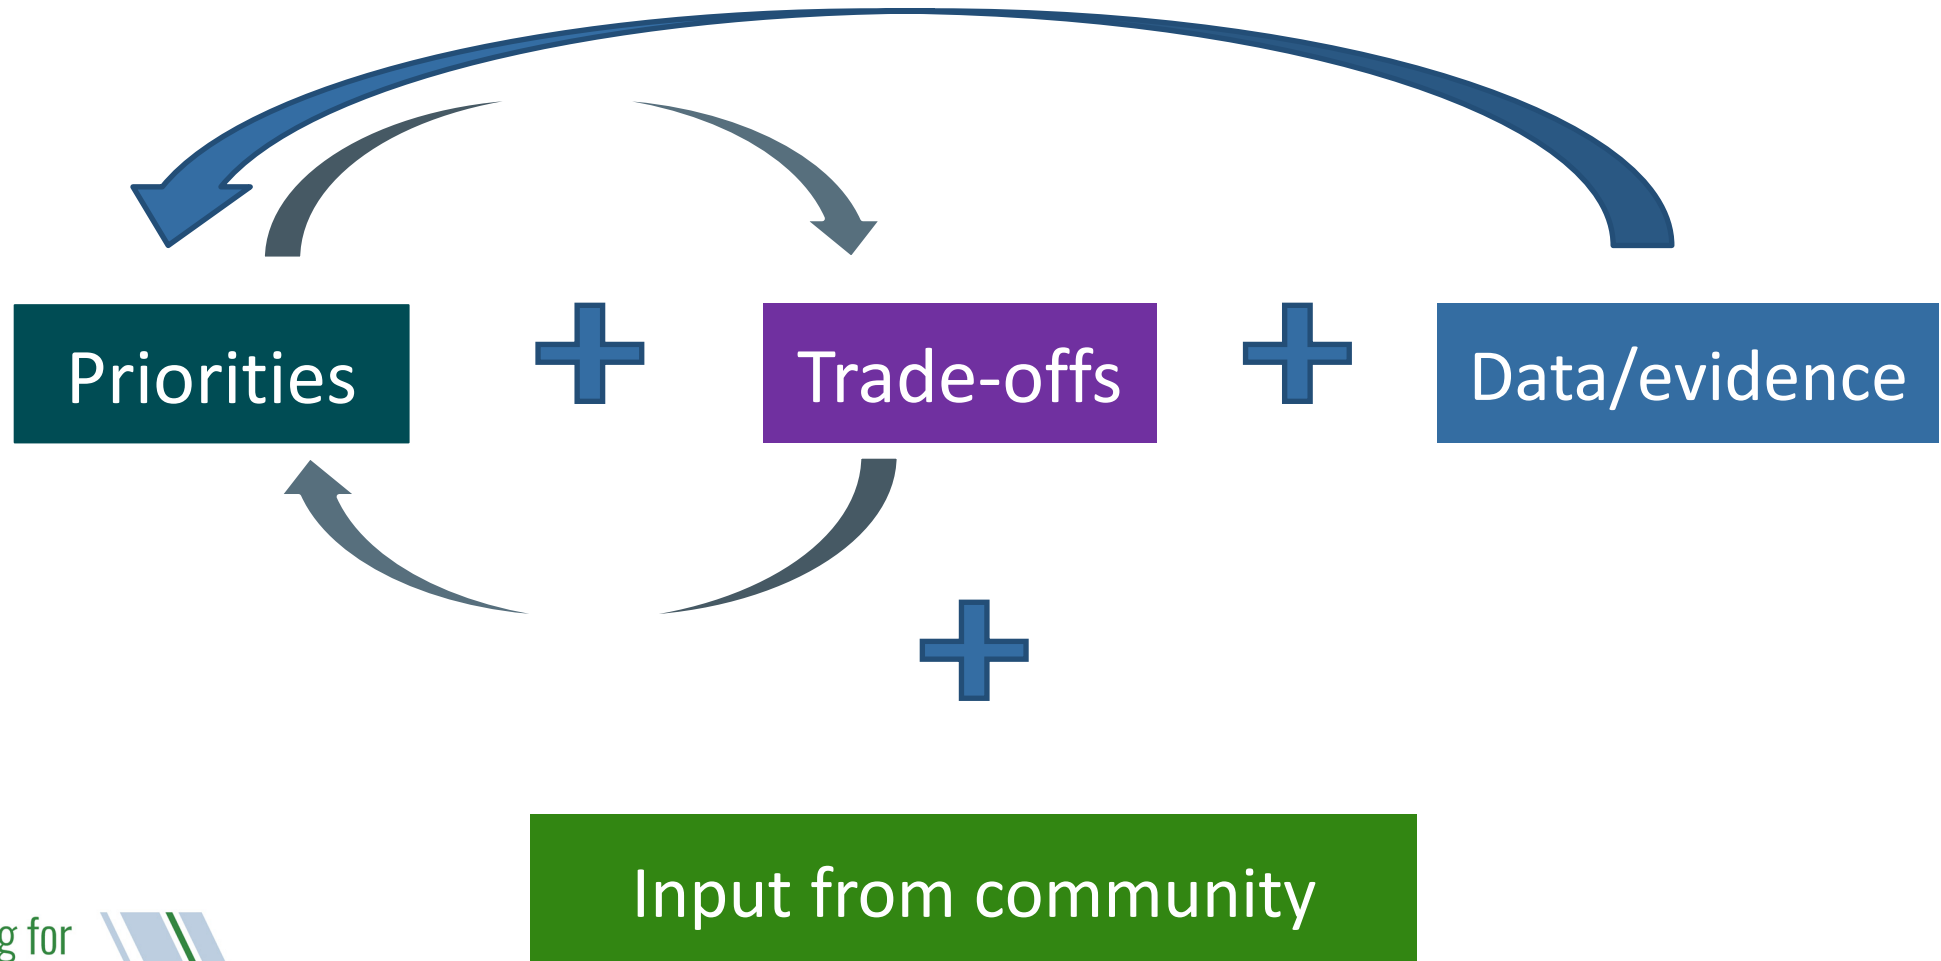 Priorities
Trade-offs
Data/evidence
Input from community
g for